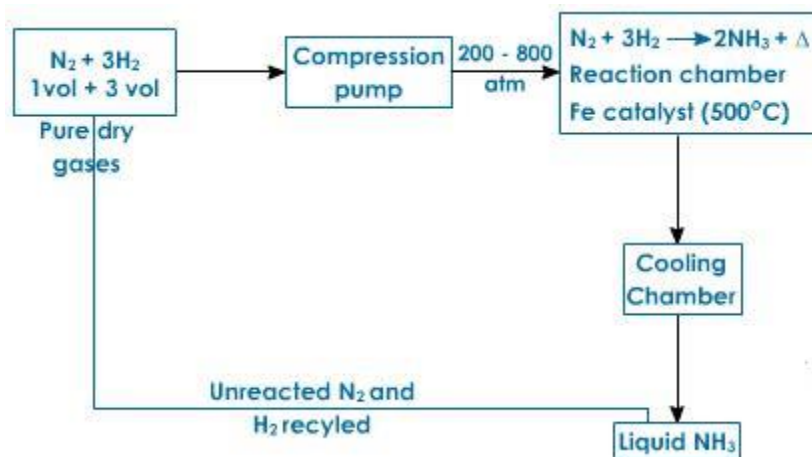 N₂ + 3H₂
1vol + 3 vol
Pure dry
gases
Compression
pump
200 - 800
atm
N₂ + 3H₂ ⟶ 2NH₃ + Δ
Reaction chamber
Fe catalyst (500°C)
Cooling
Chamber
Unreacted N₂ and
H₂ recyled
Liquid NH₃